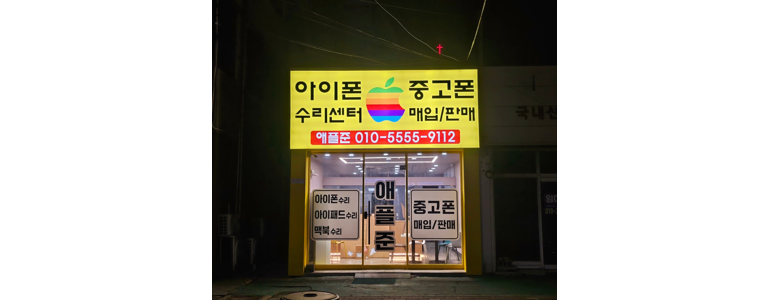 아이폰
수리센터
중고폰
매입/판매
애플준 010-5555-9112
아이폰수리
아이패드수리
맥북수리
애플준
중고폰
매입/판매